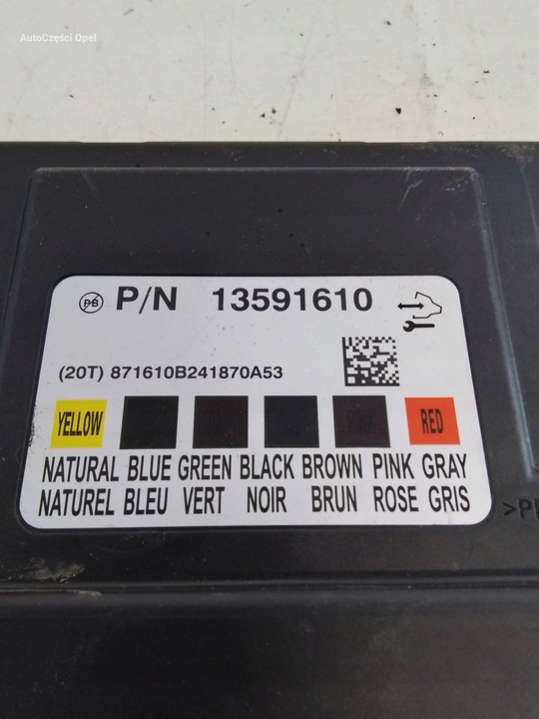 AutoCzęści Opel
PB P/N 13591610
(20T) 871610B241870A53
YELLOW RED
NATURAL BLUE GREEN BLACK BROWN PINK GRAY
NATUREL BLEU VERT NOIR BRUN ROSE GRIS